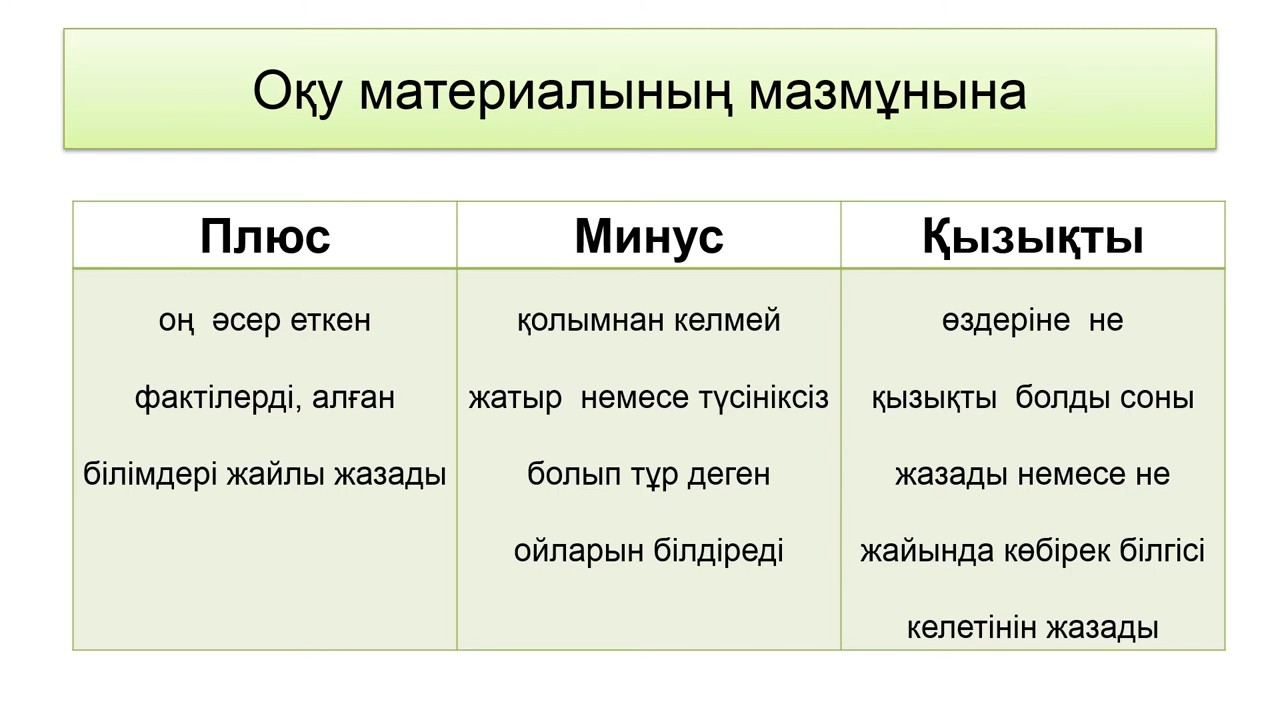 Оқу материалының мазмұнына
Плюс
Минус
Қызықты
оң әсер еткен
фактілерді, алған
білімдері жайлы жазады
қолымнан келмей
жатыр немесе түсініксіз
болып тұр деген
ойларын білдіреді
өздеріне не
қызықты болды соны
жазады немесе не
жайында көбірек білгісі
келетінін жазады